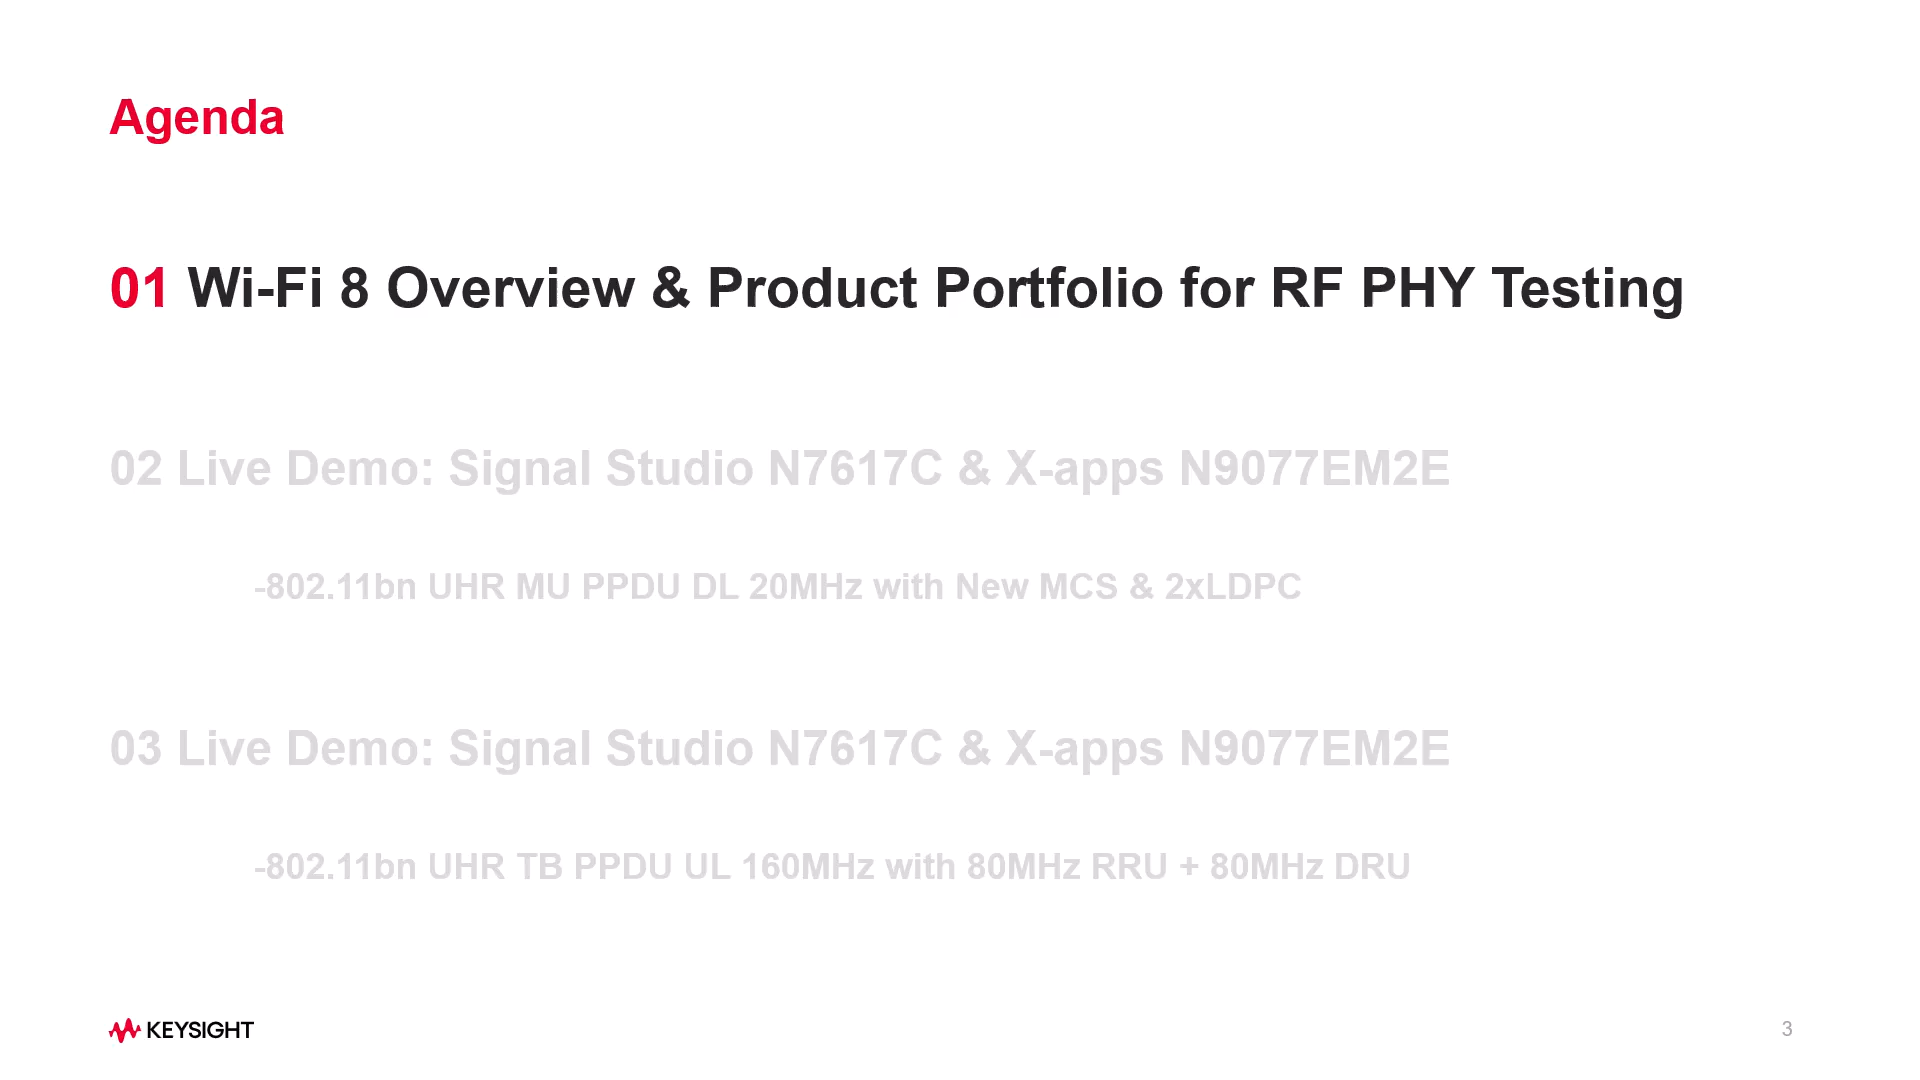 Agenda
01 Wi-Fi 8 Overview & Product Portfolio for RF PHY Testing
02 Live Demo: Signal Studio N7617C & X-apps N9077EM2E
-802.11bn UHR MU PPDU DL 20MHz with New MCS & 2xLDPC
03 Live Demo: Signal Studio N7617C & X-apps N9077EM2E
-802.11bn UHR TB PPDU UL 160MHz with 80MHz RRU + 80MHz DRU
KEYSIGHT
3